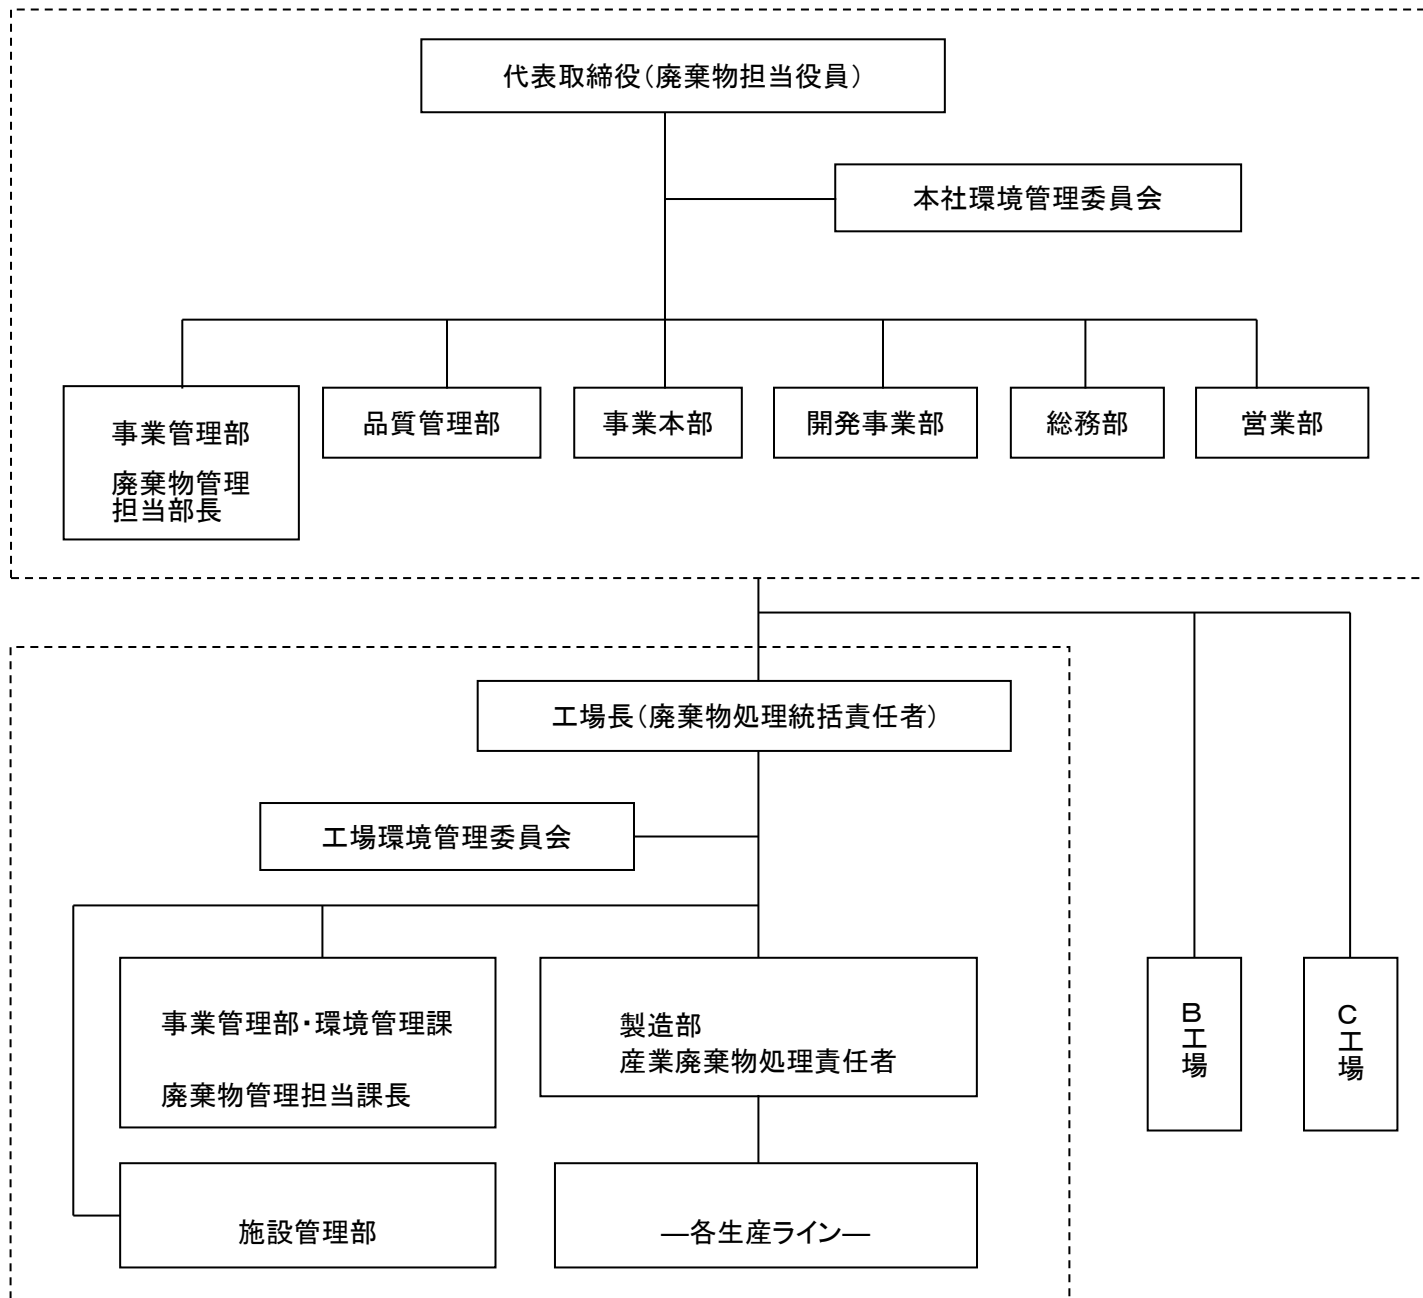 代表取締役（廃棄物担当役員）
本社環境管理委員会
事業管理部
廃棄物管理
担当部長
品質管理部
事業本部
開発事業部
総務部
営業部
工場長（廃棄物処理統括責任者）
工場環境管理委員会
事業管理部・環境管理課
廃棄物管理担当課長
製造部
産業廃棄物処理責任者
B工場
C工場
施設管理部
―各生産ライン―